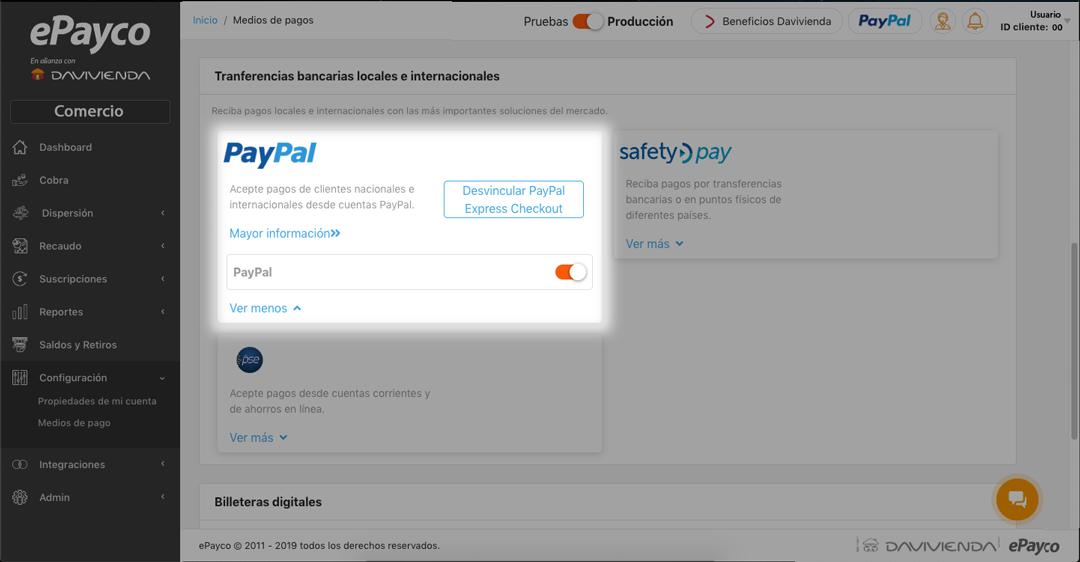 ePayco
En alianza con
DAVIVIENDA
Comercio
Dashboard
Cobra
Dispersión
Recaudo
Suscripciones
Reportes
Saldos y Retiros
Configuración
Propiedades de mi cuenta
Medios de pago
Integraciones
Admin
Inicio / Medios de pagos
Pruebas Producción
Beneficios Davivienda
PayPal
Usuario
ID cliente: 00
Tranferencias bancarias locales e internacionales
Reciba pagos locales e internacionales con las más importantes soluciones del mercado.
PayPal
Acepte pagos de clientes nacionales e
internacionales desde cuentas PayPal.
Desvincular PayPal
Express Checkout
Mayor información
PayPal
Ver menos
safetypay
Reciba pagos por transferencias
bancarias o en puntos físicos de
diferentes países.
Ver más
pse
Acepte pagos desde cuentas corrientes y
de ahorros en línea.
Ver más
Billeteras digitales
ePayco © 2011 - 2019 todos los derechos reservados.
DAVIVIENDA
ePayco